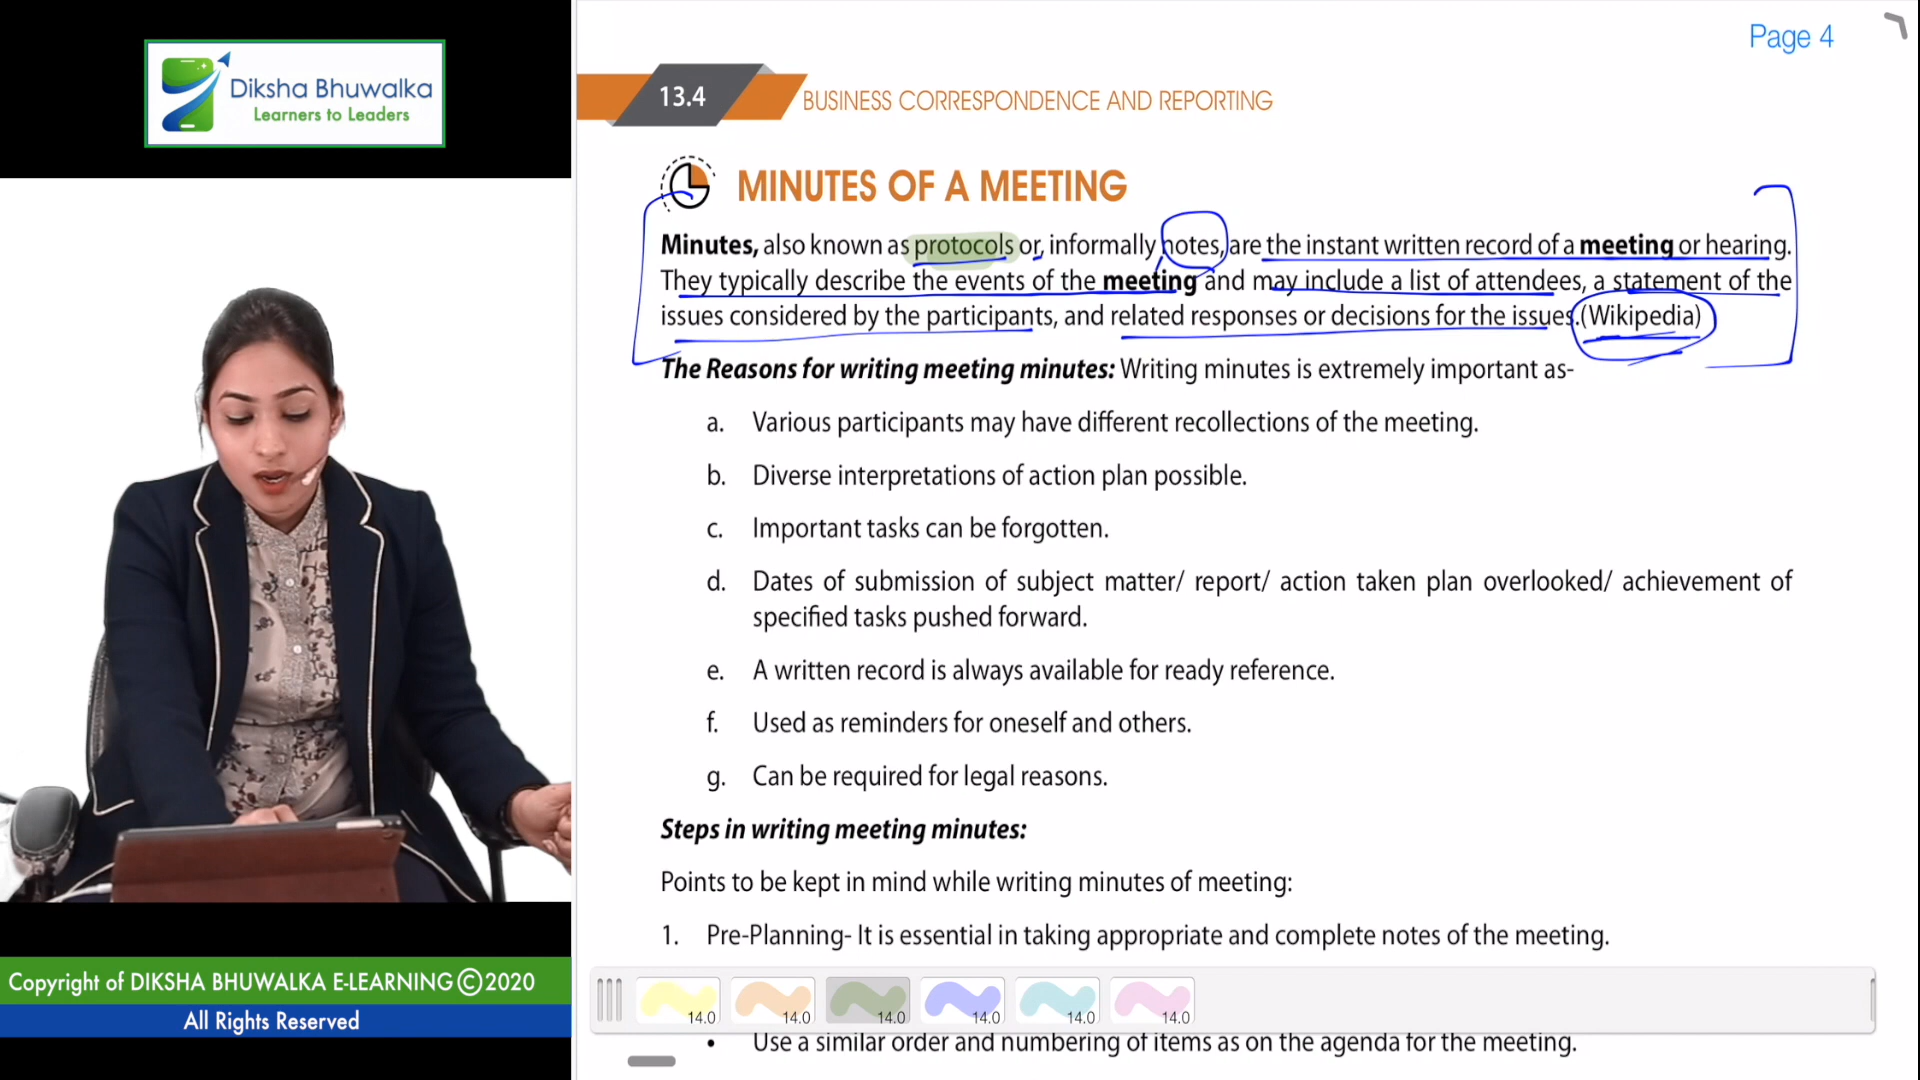 Diksha Bhuwalka
Learners to Leaders
Copyright of DIKSHA BHUWALKA E-LEARNING©2020
All Rights Reserved
Page 4
13.4
BUSINESS CORRESPONDENCE AND REPORTING
MINUTES OF A MEETING
Minutes, also known as protocols or, informally notes, are the instant written record of a meeting or hearing.
They typically describe the events of the meeting and may include a list of attendees, a statement of the
issues considered by the participants, and related responses or decisions for the issues.(Wikipedia)
The Reasons for writing meeting minutes: Writing minutes is extremely important as-
a. Various participants may have different recollections of the meeting.
b. Diverse interpretations of action plan possible.
c. Important tasks can be forgotten.
d. Dates of submission of subject matter/ report/ action taken plan overlooked/ achievement of
specified tasks pushed forward.
e. A written record is always available for ready reference.
f. Used as reminders for oneself and others.
g. Can be required for legal reasons.
Steps in writing meeting minutes:
Points to be kept in mind while writing minutes of meeting:
1. Pre-Planning- It is essential in taking appropriate and complete notes of the meeting.
14.0 14.0 14.0 14.0 14.0 14.0
• Use a similar order and numbering of items as on the agenda for the meeting.